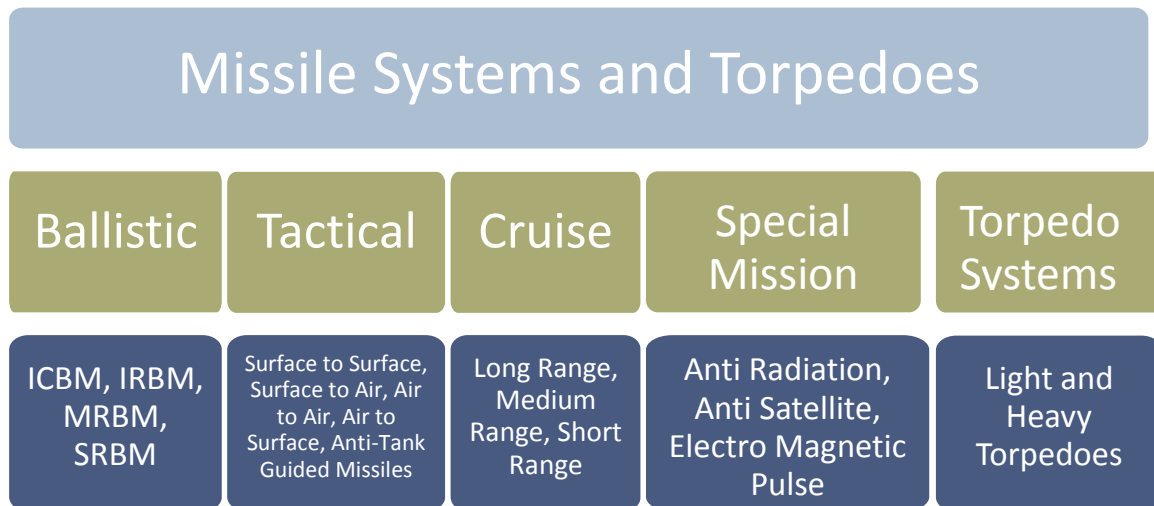 Missile Systems and Torpedoes
Ballistic
Tactical
Cruise
Special
Mission
Torpedo
Systems
ICBM, IRBM,
MRBM,
SRBM
Surface to Surface,
Surface to Air, Air
to Air, Air to
Surface, Anti-Tank
Guided Missiles
Long Range,
Medium
Range, Short
Range
Anti Radiation,
Anti Satellite,
Electro Magnetic
Pulse
Light and
Heavy
Torpedoes